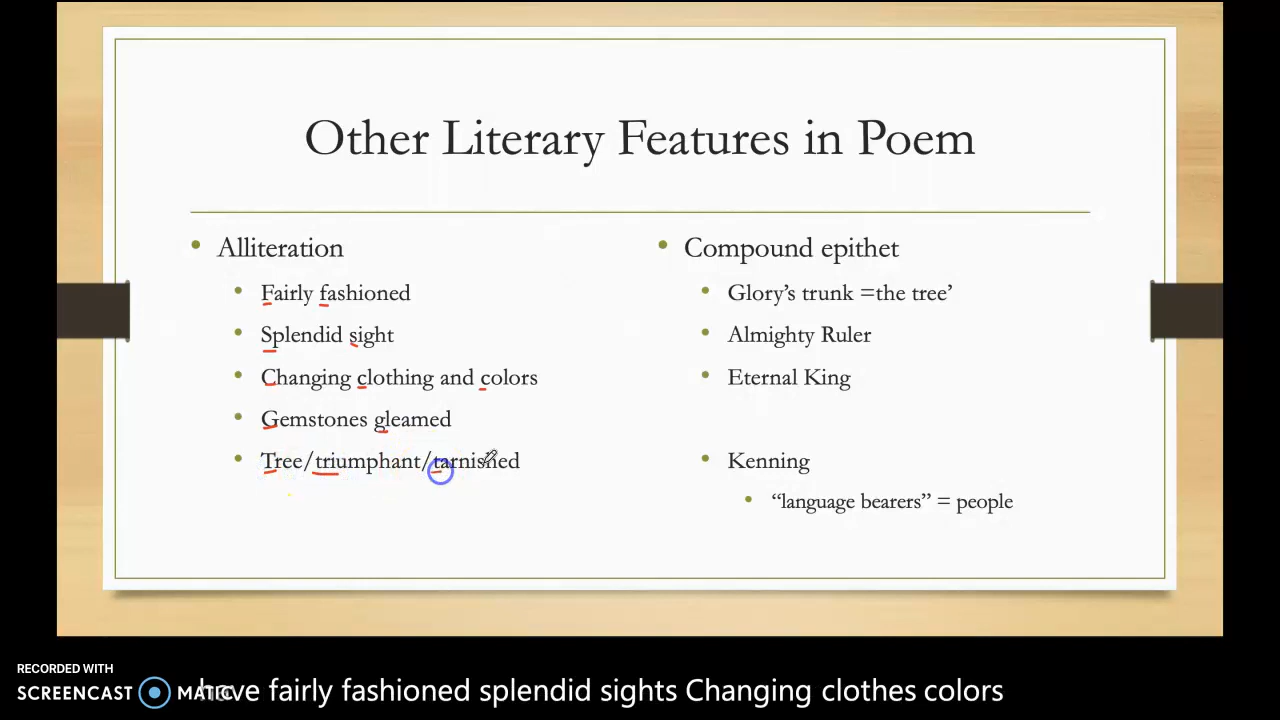 Other Literary Features in Poem
Alliteration
Fairly fashioned
Splendid sight
Changing clothing and colors
Gemstones gleamed
Tree/triumphant/tarnished
Compound epithet
Glory's trunk =the tree'
Almighty Ruler
Eternal King
Kenning
“language bearers” = people
RECORDED WITH
SCREENCAST MATIC
have fairly fashioned splendid sights Changing clothes colors